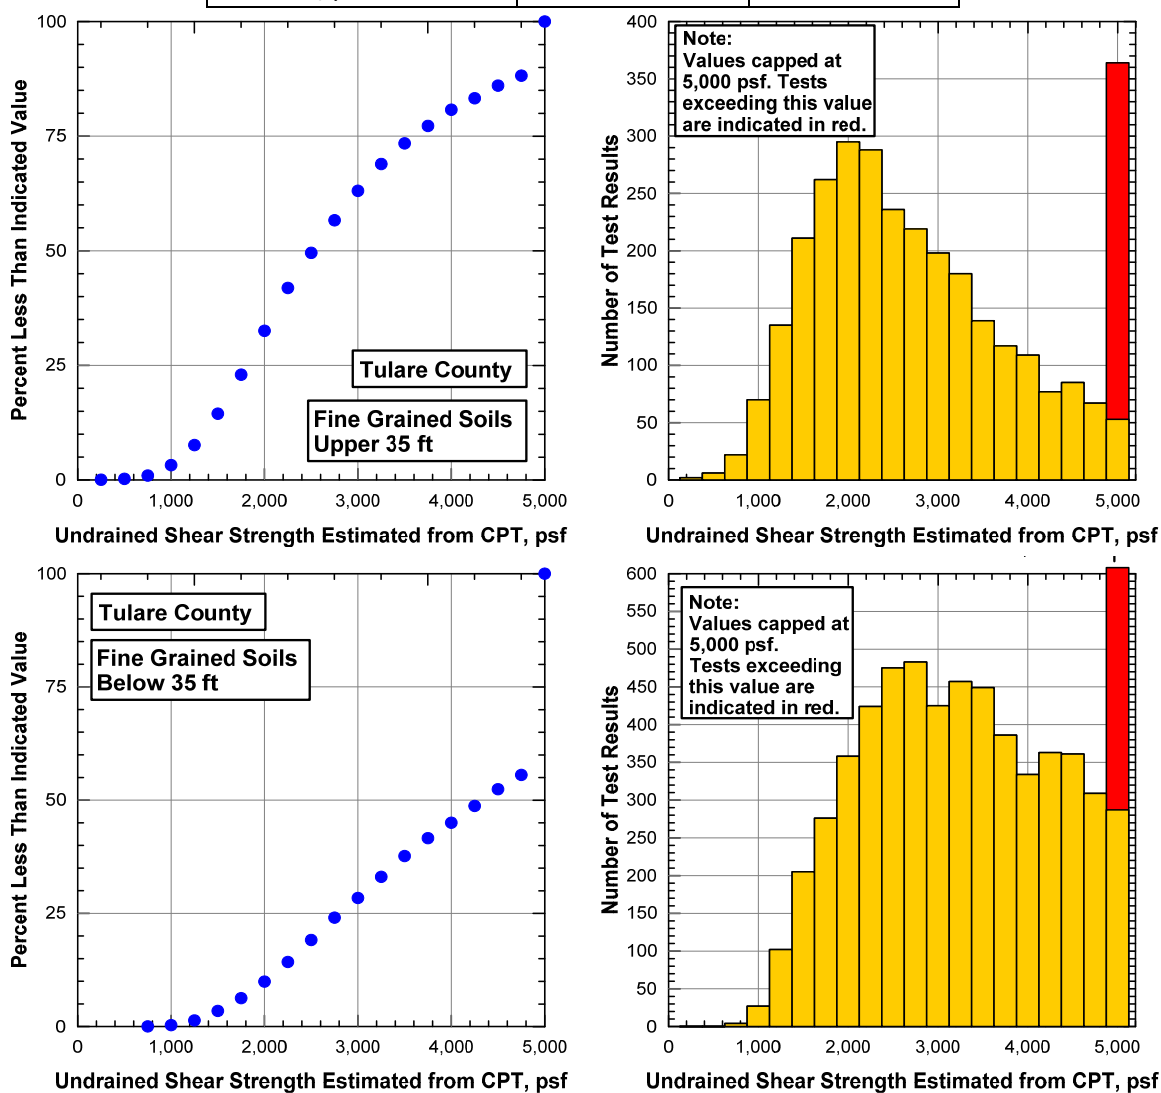 100
75
50
25
0
Percent Less Than Indicated Value
Tulare County
Fine Grained Soils
Upper 35 ft
0 1,000 2,000 3,000 4,000 5,000
Undrained Shear Strength Estimated from CPT, psf
400
350
300
250
200
150
100
50
0
Number of Test Results
Note:
Values capped at
5,000 psf. Tests
exceeding this value
are indicated in red.
0 1,000 2,000 3,000 4,000 5,000
Undrained Shear Strength Estimated from CPT, psf
100
75
50
25
0
Percent Less Than Indicated Value
Tulare County
Fine Grained Soils
Below 35 ft
0 1,000 2,000 3,000 4,000 5,000
Undrained Shear Strength Estimated from CPT, psf
600
550
500
450
400
350
300
250
200
150
100
50
0
Number of Test Results
Note:
Values capped at
5,000 psf.
Tests exceeding
this value are
indicated in red.
0 1,000 2,000 3,000 4,000 5,000
Undrained Shear Strength Estimated from CPT, psf